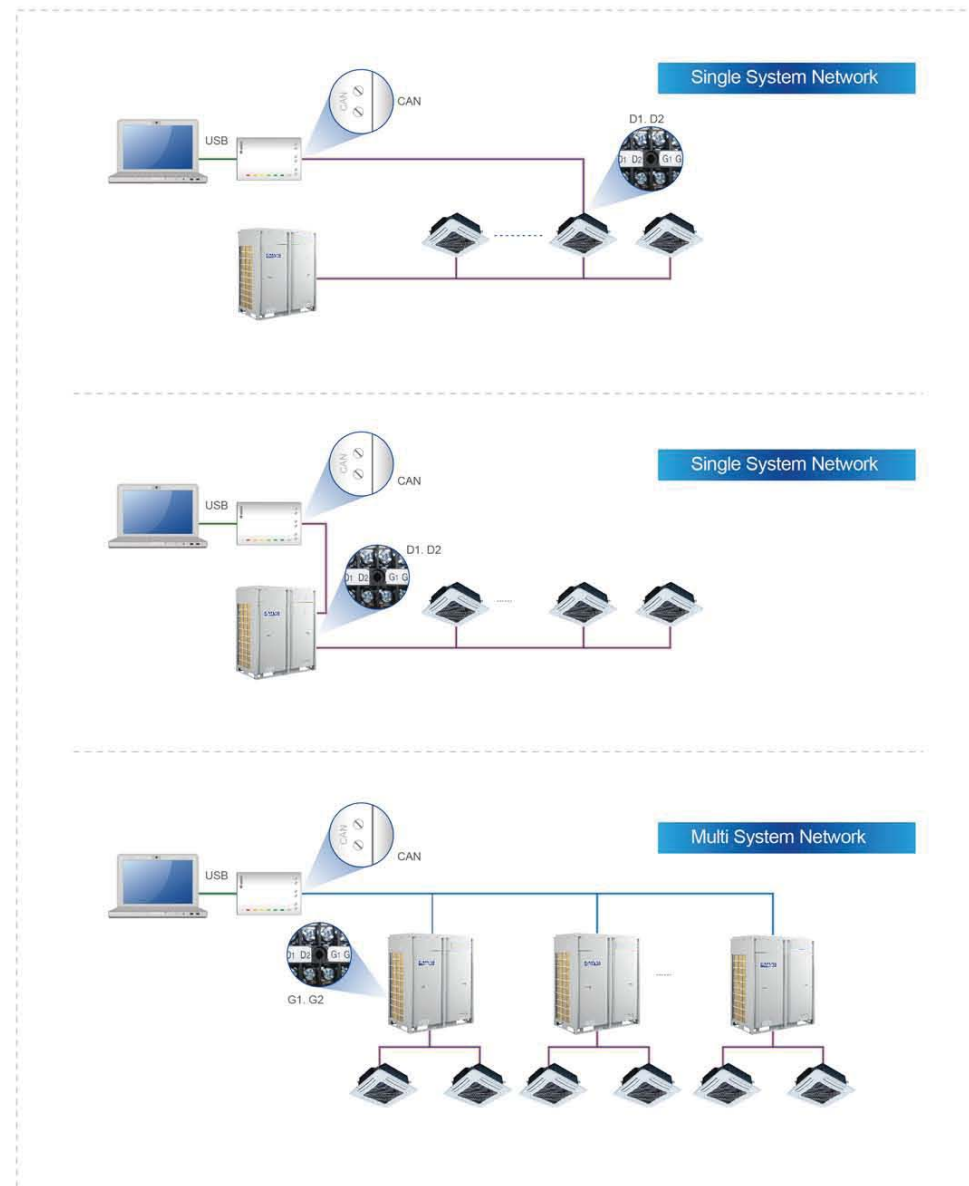 Single System Network
CAN
CAN
D1. D2
USB
D1 D2 G1 G
Single System Network
CAN
CAN
USB
D1. D2
D1 D2 G1 G
Multi System Network
CAN
CAN
USB
D1 D2 G1 G
G1. G2